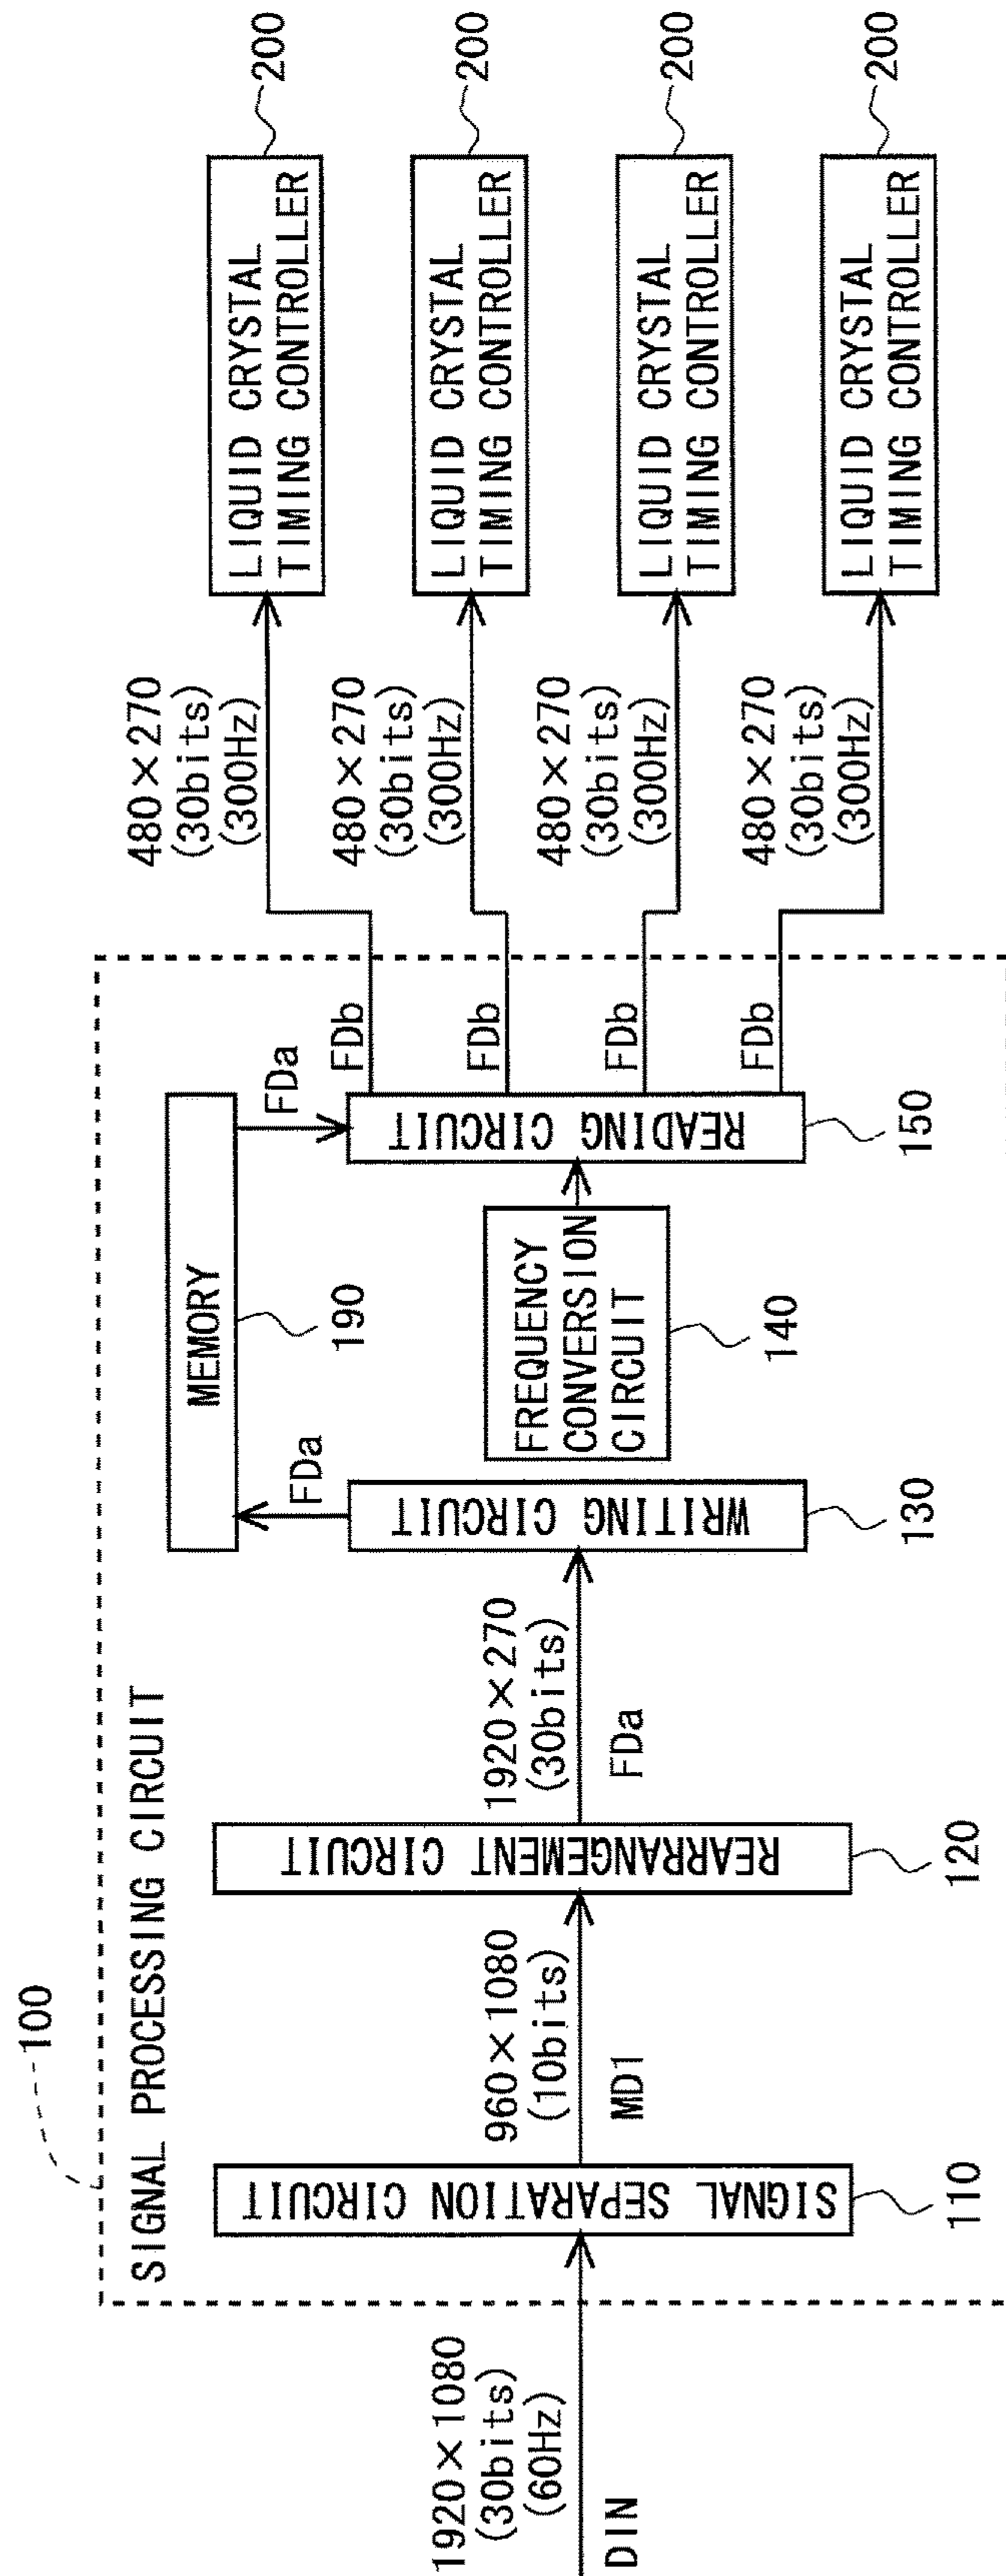 100
SIGNAL PROCESSING CIRCUIT
1920×1080
(30bits)
(60Hz)
DIN
SIGNAL SEPARATION CIRCUIT
110
960×1080
(10bits)
MD1
REARRANGEMENT CIRCUIT
120
1920×270
(30bits)
FDa
WRITING CIRCUIT
130
FDa
MEMORY
190
FREQUENCY
CONVERSION
CIRCUIT
140
FDa
READING CIRCUIT
150
FDb
FDb
FDb
FDb
480×270
(30bits)
(300Hz)
480×270
(30bits)
(300Hz)
480×270
(30bits)
(300Hz)
480×270
(30bits)
(300Hz)
LIQUID CRYSTAL
TIMING CONTROLLER
200
LIQUID CRYSTAL
TIMING CONTROLLER
200
LIQUID CRYSTAL
TIMING CONTROLLER
200
LIQUID CRYSTAL
TIMING CONTROLLER
200